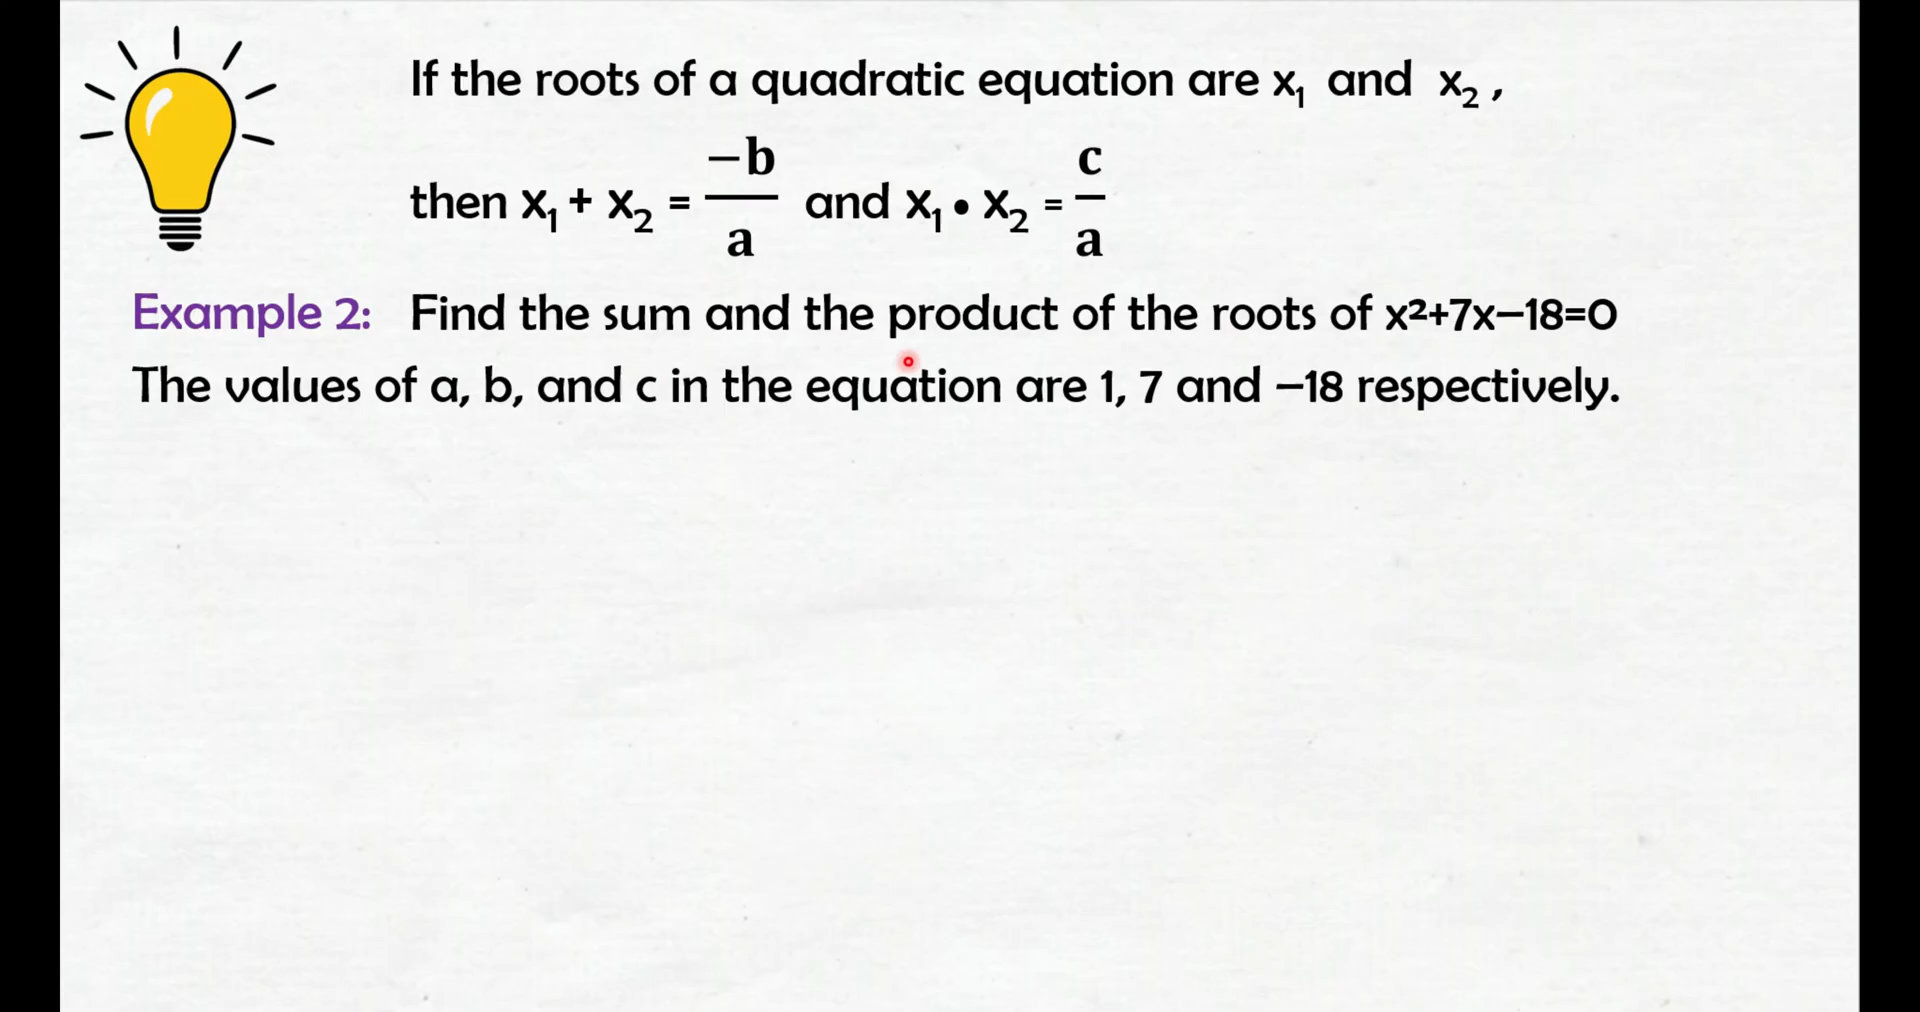 If the roots of a quadratic equation are x₁ and x₂ ,
then x₁ + x₂ = −b/a and x₁ • x₂ = c/a
Example 2: Find the sum and the product of the roots of x²+7x−18=0
The values of a, b, and c in the equation are 1, 7 and −18 respectively.